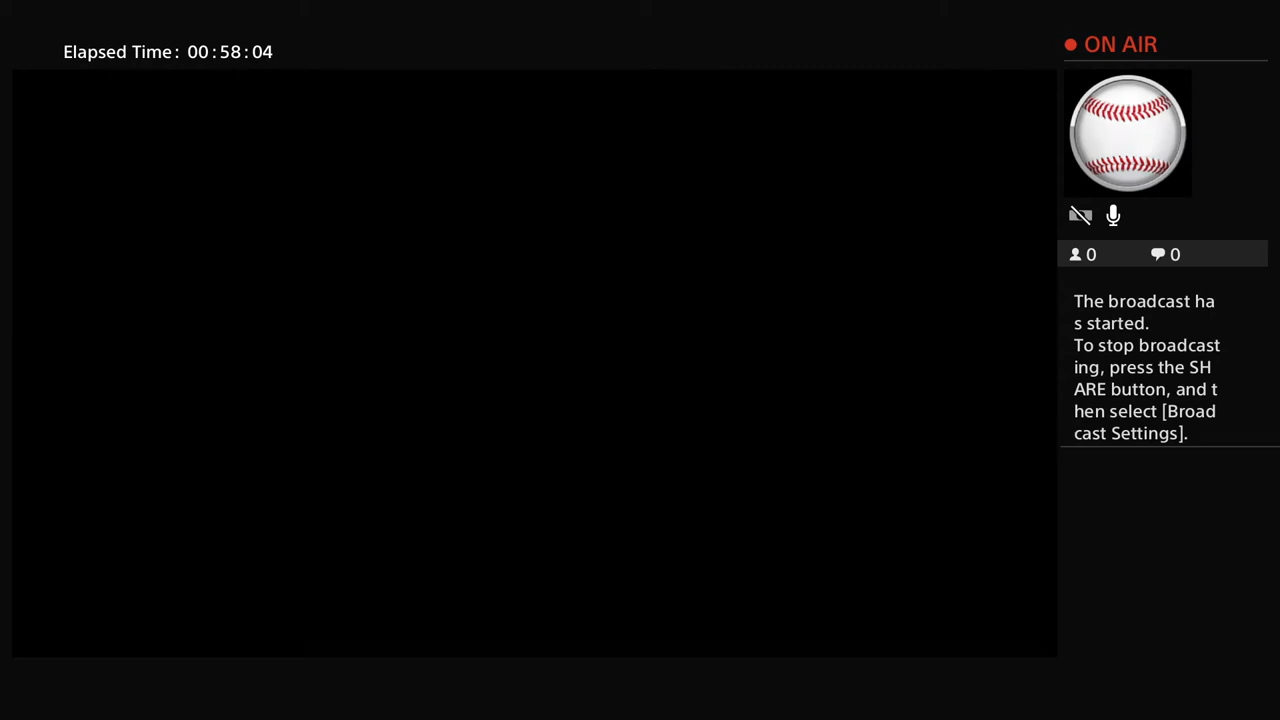 Elapsed Time: 00:58:04
ON AIR
0 0
The broadcast ha
s started.
To stop broadcast
ing, press the SH
ARE button, and t
hen select [Broad
cast Settings].